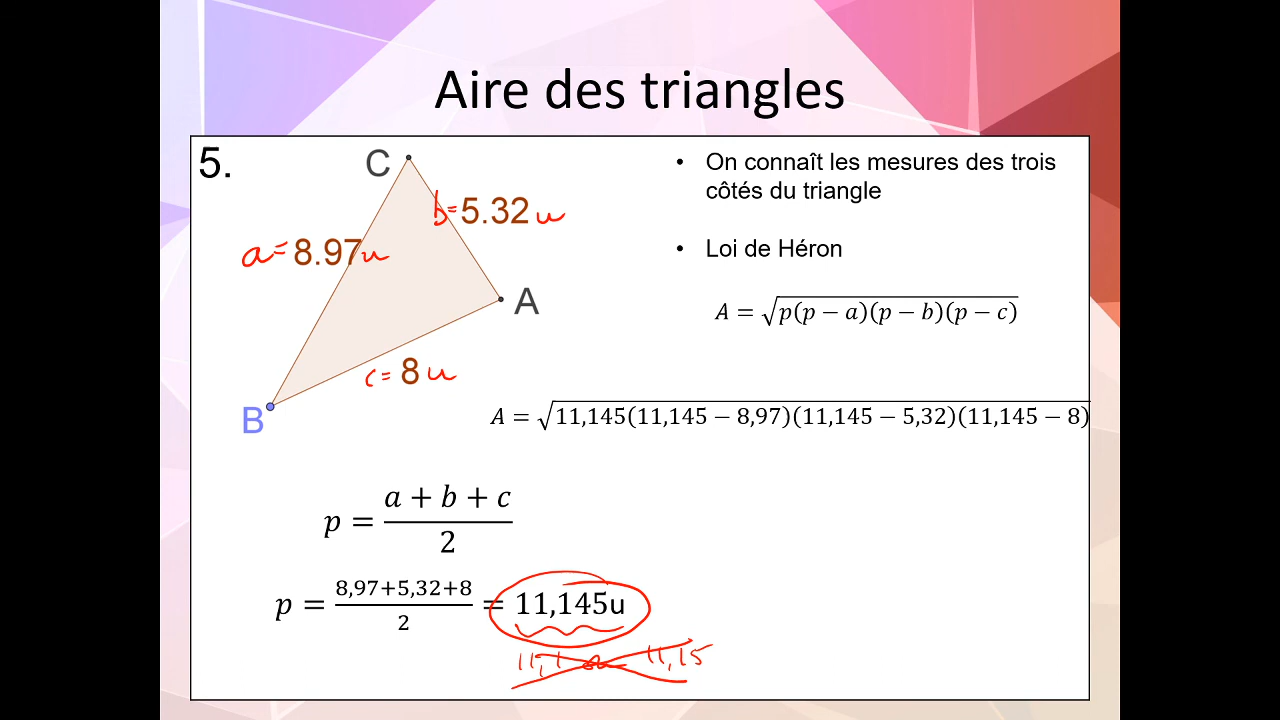 Aire des triangles
5.
C
• On connaît les mesures des trois
côtés du triangle
b=5.32 u
a=8.97u
• Loi de Héron
A
A = √p(p − a)(p − b)(p − c)
c= 8 u
B
A = √11,145(11,145 − 8,97)(11,145 − 5,32)(11,145 − 8)
p = a + b + c
2
p = 8,97+5,32+8 = 11,145u
2
11,1 a 11,15